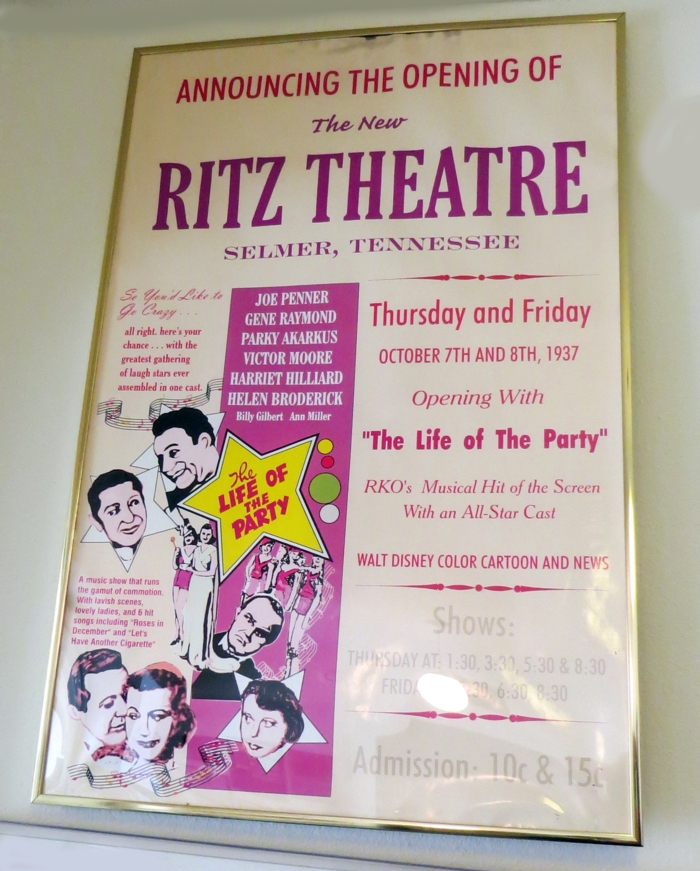 ANNOUNCING THE OPENING OF
The New
RITZ THEATRE
SELMER, TENNESSEE
So You'd Like to
Go Crazy . . .
all right. here's your
chance . . . with the
greatest gathering
of laugh stars ever
assembled in one cast.
JOE PENNER
GENE RAYMOND
PARKY AKARKUS
VICTOR MOORE
HARRIET HILLIARD
HELEN BRODERICK
Billy Gilbert Ann Miller
The
LIFE OF
THE
PARTY
A music show that runs
the gamut of commotion.
With lavish scenes,
lovely ladies, and 6 hit
songs including "Roses in
December" and "Let's
Have Another Cigarette"
Thursday and Friday
OCTOBER 7TH AND 8TH, 1937
Opening With
"The Life of The Party"
RKO's Musical Hit of the Screen
With an All-Star Cast
WALT DISNEY COLOR CARTOON AND NEWS
Shows:
THURSDAY AT: 1:30, 3:30, 5:30 & 8:30
6:30, 8:30
Admission: 10c & 15c